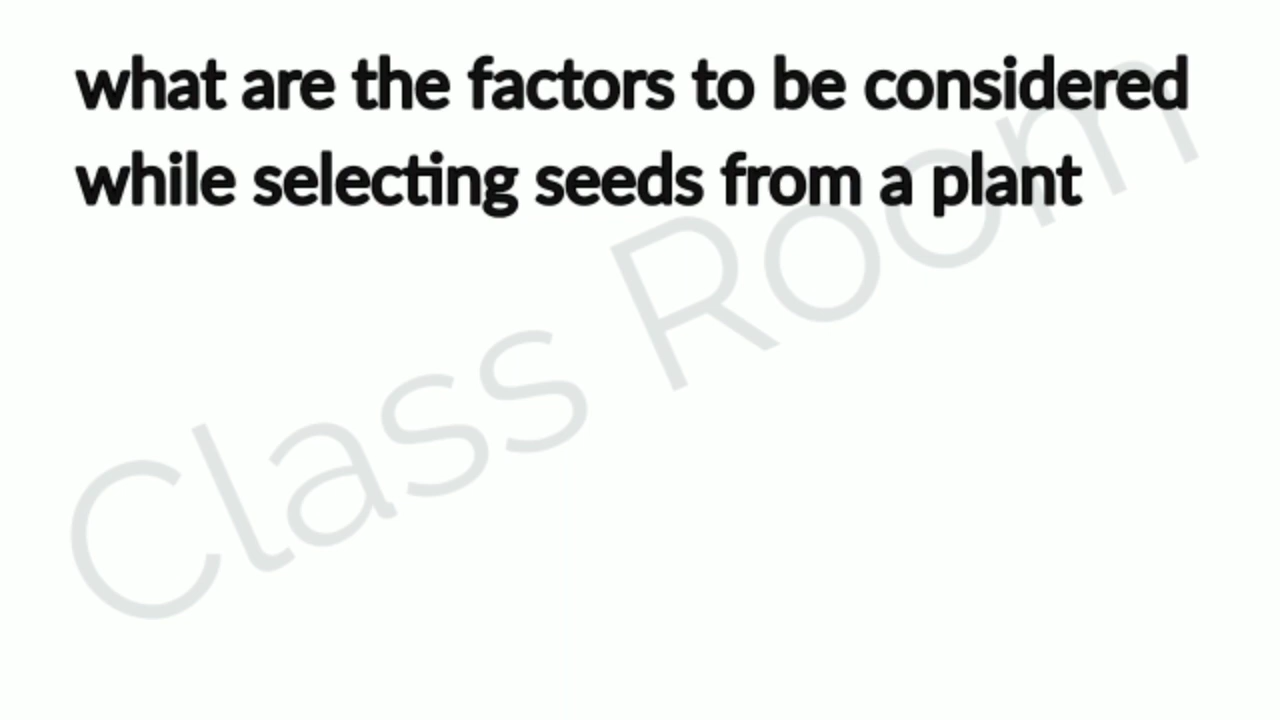 what are the factors to be considered
while selecting seeds from a plant
Class Room